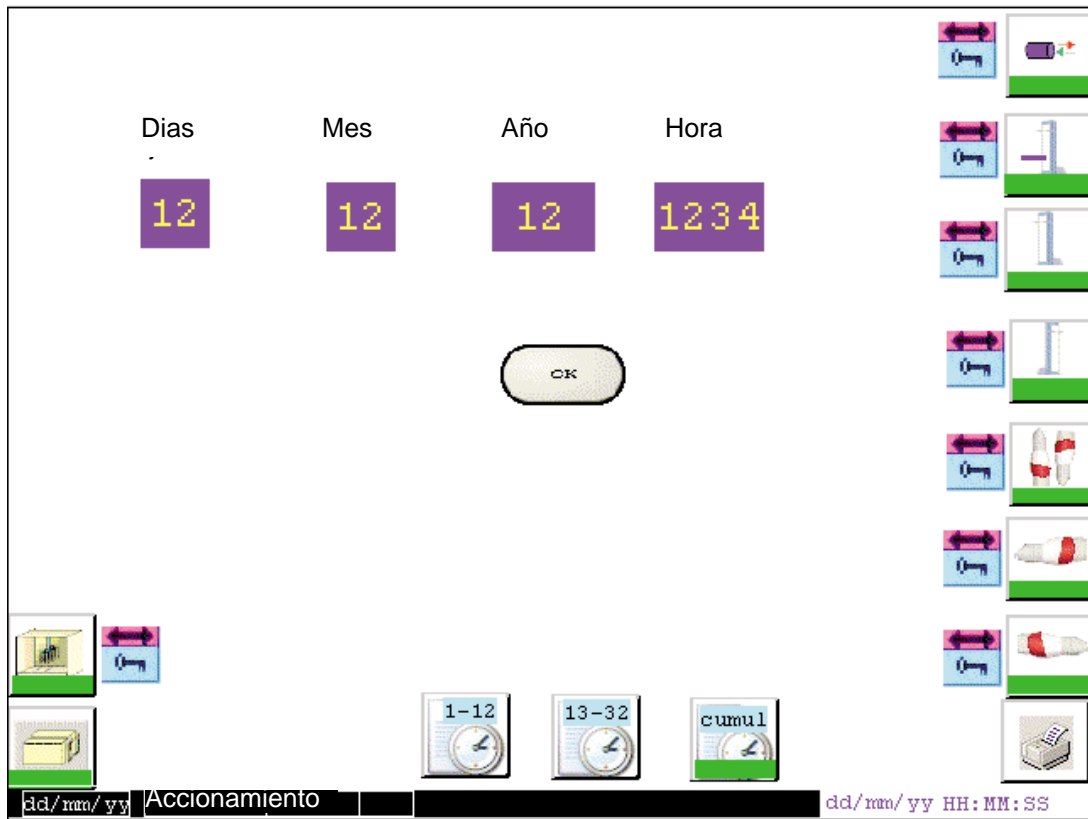 Dias Mes Año Hora
12 12 12 1234
OK
1-12 13-32 cumul
dd/mm/yy Accionamiento dd/mm/yy HH:MM:SS